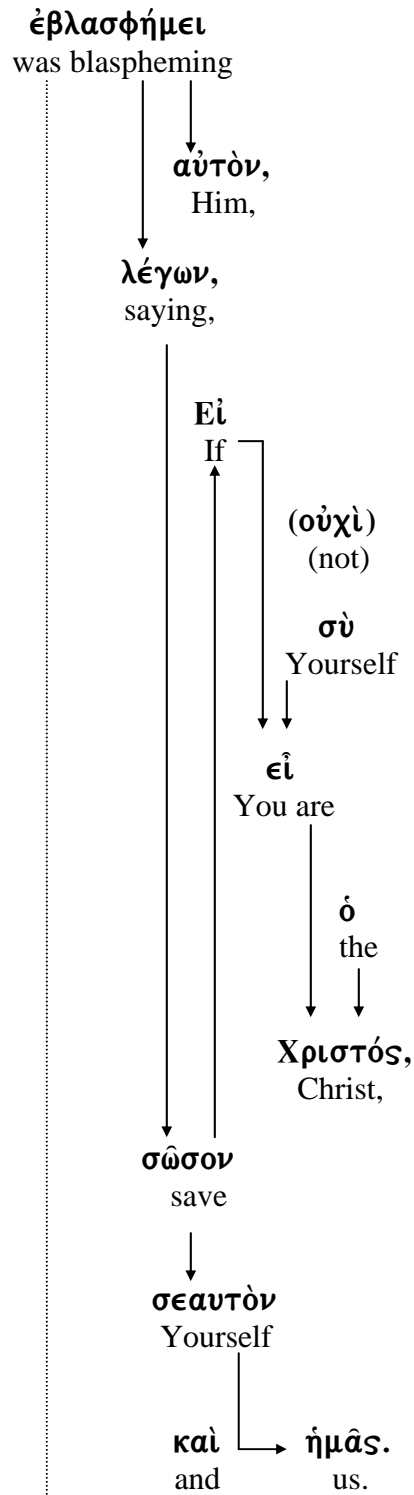 ἐβλασφήμει
was blaspheming
αὐτὸν,
Him,
λέγων,
saying,
Εἰ
If
(οὐχὶ)
(not)
σὺ
Yourself
εἶ
You are
ὁ
the
Χριστός,
Christ,
σῶσον
save
σεαυτὸν
Yourself
καὶ ἡμᾶς.
and us.